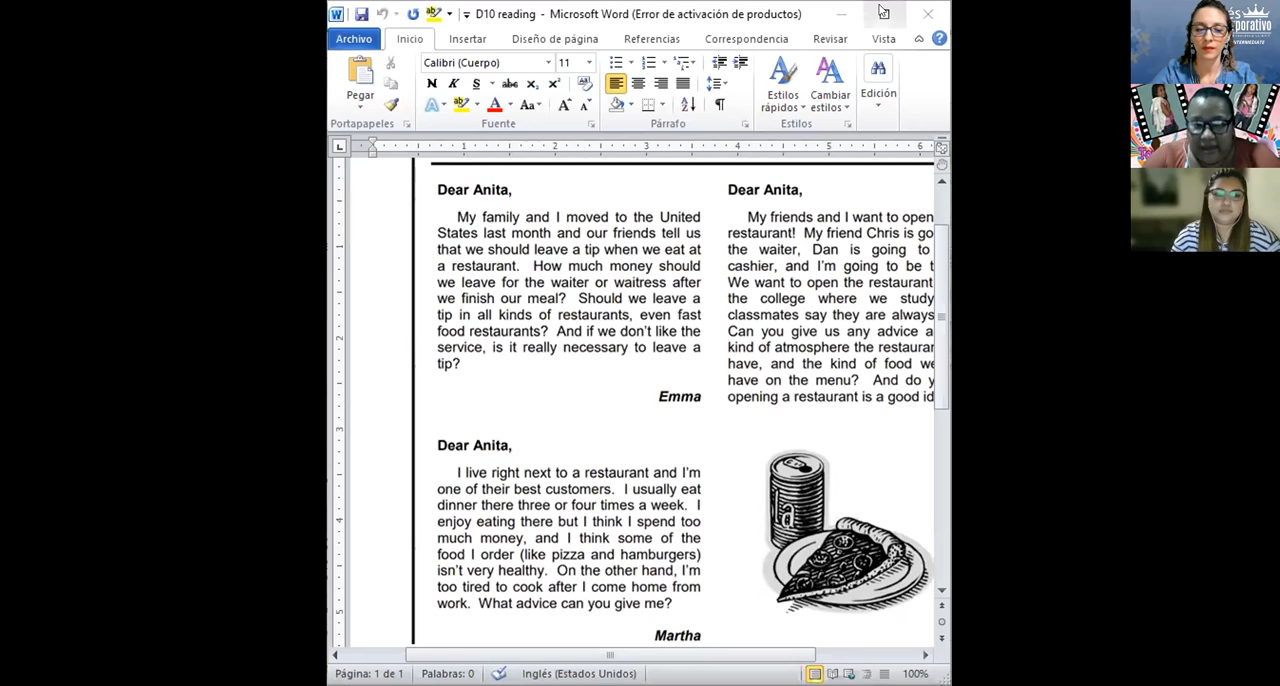 D10 reading - Microsoft Word (Error de activación de productos)
Archivo
Inicio
Insertar
Diseño de página
Referencias
Correspondencia
Revisar
Vista
Pegar
Calibri (Cuerpo)
11
Estilos rápidos
Cambiar estilos
Edición
Portapapeles
Fuente
Párrafo
Estilos
Dear Anita,
My family and I moved to the United
States last month and our friends tell us
that we should leave a tip when we eat at
a restaurant. How much money should
we leave for the waiter or waitress after
we finish our meal? Should we leave a
tip in all kinds of restaurants, even fast
food restaurants? And if we don't like the
service, is it really necessary to leave a
tip?
Emma
Dear Anita,
My friends and I want to open
restaurant! My friend Chris is go
the waiter, Dan is going to
cashier, and I'm going to be t
We want to open the restaurant
the college where we study
classmates say they are always
Can you give us any advice a
kind of atmosphere the restaurar
have, and the kind of food we
have on the menu? And do y
opening a restaurant is a good id
Dear Anita,
I live right next to a restaurant and I'm
one of their best customers. I usually eat
dinner there three or four times a week. I
enjoy eating there but I think I spend too
much money, and I think some of the
food I order (like pizza and hamburgers)
isn't very healthy. On the other hand, I'm
too tired to cook after I come home from
work. What advice can you give me?
Martha
Página: 1 de 1
Palabras: 0
Inglés (Estados Unidos)
100%